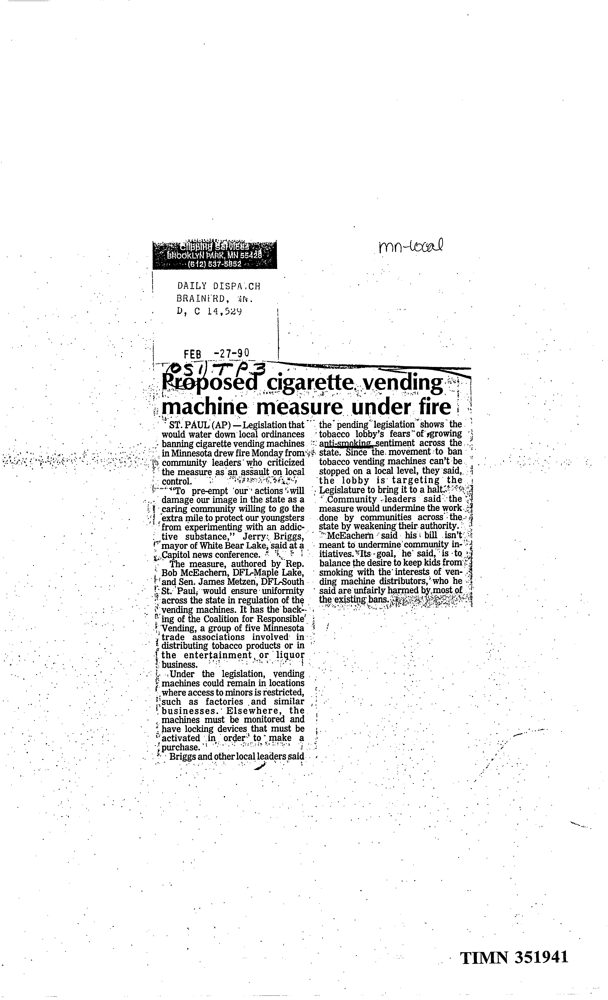 CLIPPING SERVICES
BROOKLYN PARK, MN 55428
(612) 537-5852
mn-local
DAILY DISPA.CH
BRAINERD, MN.
D, C 14,529
FEB -27-90
Proposed cigarette vending
machine measure under fire
ST. PAUL (AP) — Legislation that
would water down local ordinances
banning cigarette vending machines
in Minnesota drew fire Monday from
community leaders who criticized
the measure as an assault on local
control.
"To pre-empt our actions will
damage our image in the state as a
caring community willing to go the
extra mile to protect our youngsters
from experimenting with an addic-
tive substance," Jerry Briggs,
mayor of White Bear Lake, said at a
Capitol news conference.
The measure, authored by Rep.
Bob McEachern, DFL-Maple Lake,
and Sen. James Metzen, DFL-South
St. Paul, would ensure uniformity
across the state in regulation of the
vending machines. It has the back-
ing of the Coalition for Responsible
Vending, a group of five Minnesota
trade associations involved in
distributing tobacco products or in
the entertainment or liquor
business.
Under the legislation, vending
machines could remain in locations
where access to minors is restricted,
such as factories and similar
businesses. Elsewhere, the
machines must be monitored and
have locking devices that must be
activated in order to make a
purchase.
Briggs and other local leaders said
the pending legislation shows the
tobacco lobby's fears of growing
anti-smoking sentiment across the
state. Since the movement to ban
tobacco vending machines can't be
stopped on a local level, they said,
the lobby is targeting the
Legislature to bring it to a halt.
Community leaders said the
measure would undermine the work
done by communities across the
state by weakening their authority.
McEachern said his bill isn't
meant to undermine community in-
itiatives. Its goal, he said, is to
balance the desire to keep kids from
smoking with the interests of ven-
ding machine distributors, who he
said are unfairly harmed by most of
the existing bans.
TIMN 351941